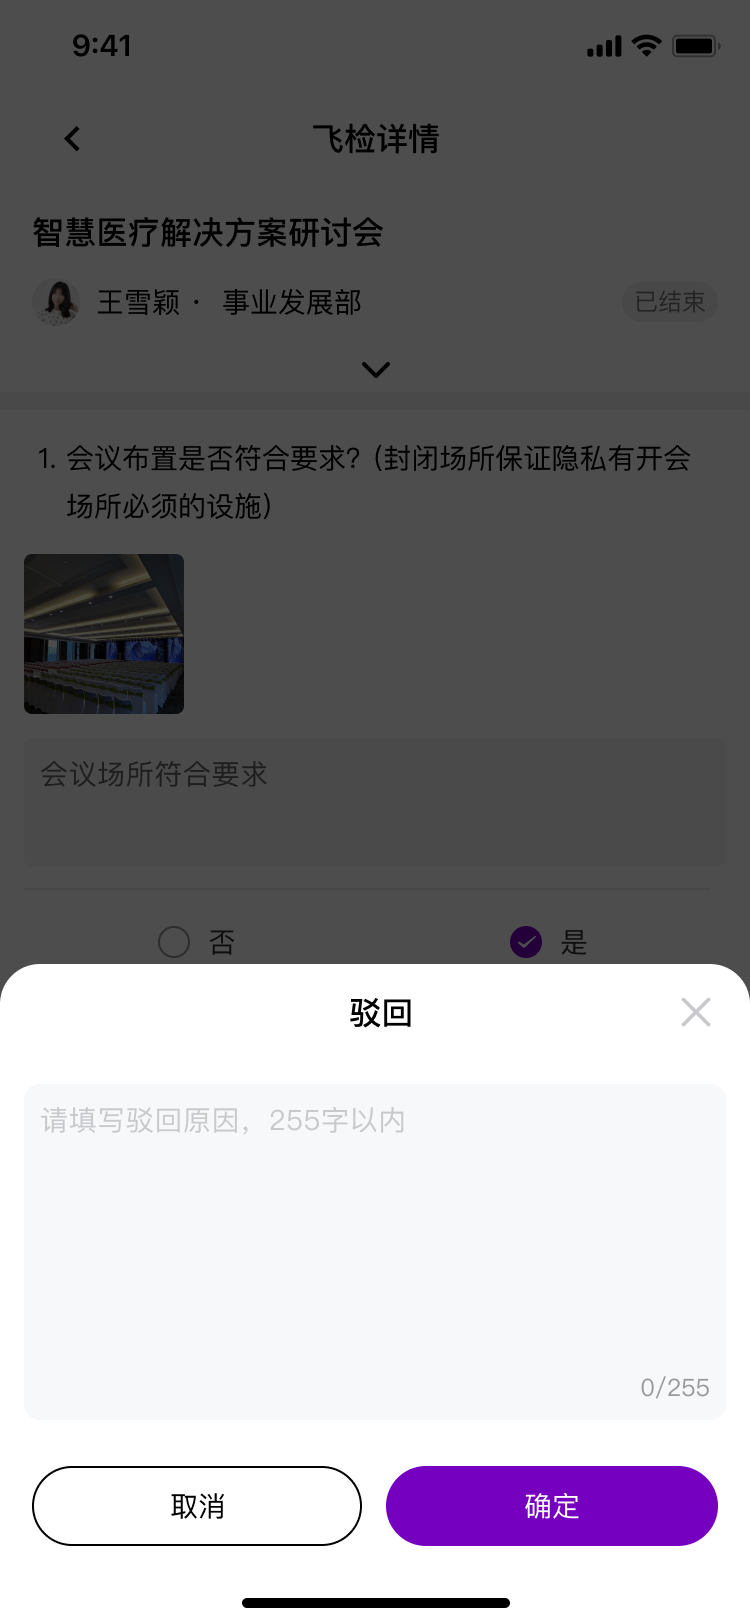 9:41
飞检详情
智慧医疗解决方案研讨会
王雪颖 · 事业发展部
已结束
1. 会议布置是否符合要求?（封闭场所保证隐私有开会
场所必须的设施）
会议场所符合要求
否
是
驳回
请填写驳回原因，255字以内
0/255
取消
确定